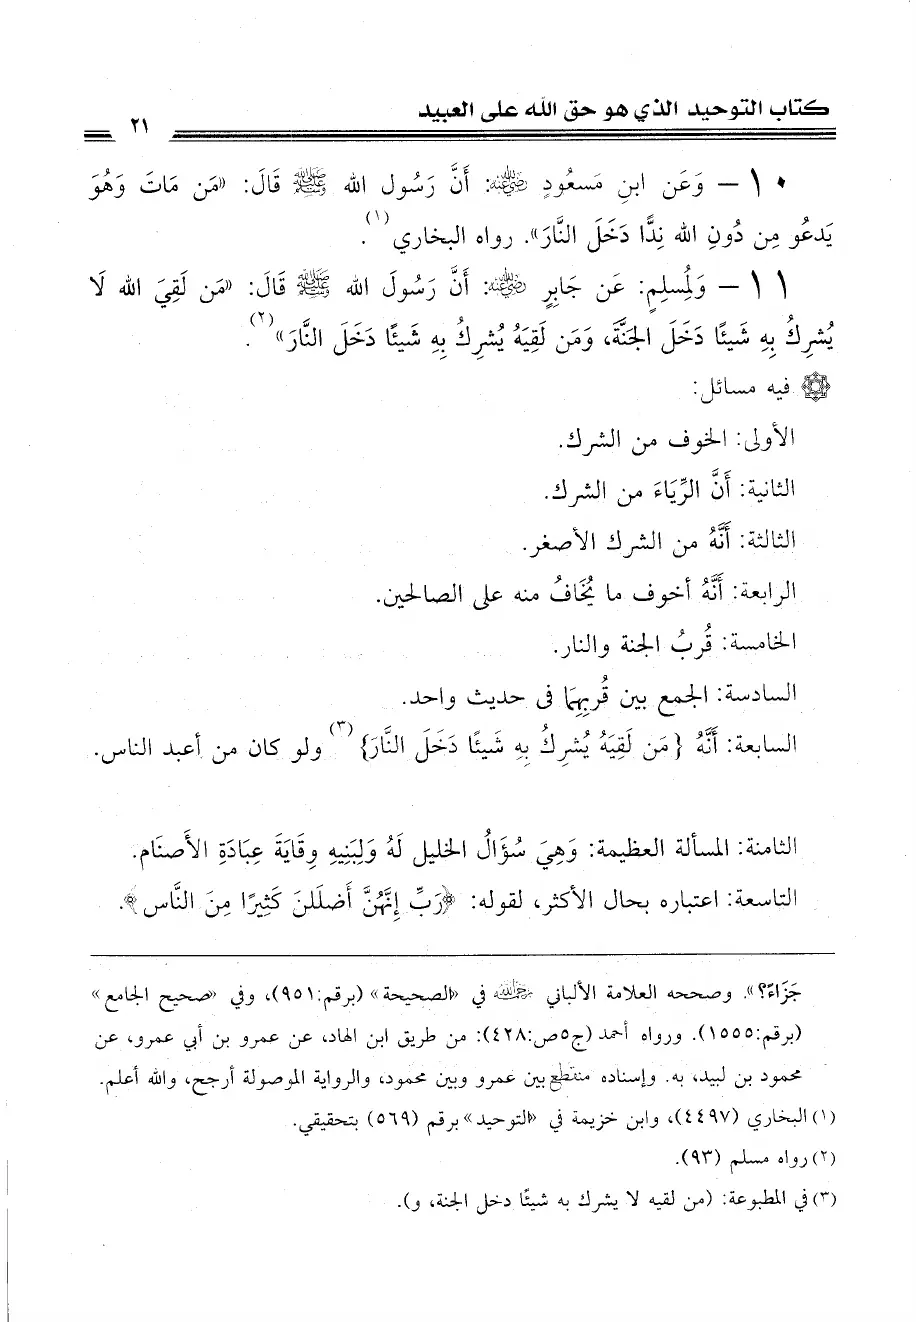 كتاب التوحيد الذي هو حق الله على العبيد
٢١
١٠ – وَعَن ابنِ مَسعُودٍ رضي الله عنه: أَنَّ رَسُول الله ﷺ قَالَ: «مَن مَاتَ وَهُوَ
يَدعُو مِن دُونِ الله نِدًّا دَخَلَ النَّارَ». رواه البخاري (١).
١١ – وَلِمُسلِمٍ: عَن جَابِرٍ رضي الله عنه: أَنَّ رَسُولَ الله ﷺ قَالَ: «مَن لَقِيَ الله لَا
يُشرِكُ بِهِ شَيئًا دَخَلَ الجَنَّةَ، وَمَن لَقِيَهُ يُشرِكُ بِهِ شَيئًا دَخَلَ النَّارَ» (٢).
فيه مسائل:
الأولى: الخوف من الشرك.
الثانية: أَنَّ الرِّيَاءَ من الشرك.
الثالثة: أَنَّهُ من الشرك الأصغر.
الرابعة: أَنَّهُ أخوف ما يُخَافُ منه على الصالحين.
الخامسة: قُربُ الجنة والنار.
السادسة: الجمع بين قُربِهِمَا في حديث واحد.
السابعة: أَنَّهُ {مَن لَقِيَهُ يُشرِكُ بِهِ شَيئًا دَخَلَ النَّارَ} (٣) ولو كان من أعبد الناس.
الثامنة: المسألة العظيمة: وَهِيَ سُؤَالُ الخليل لَهُ وَلِبَنِيهِ وِقَايَةَ عِبَادَةِ الأَصنَام.
التاسعة: اعتباره بحال الأكثر، لقوله: ﴿رَبِّ إِنَّهُنَّ أَضلَلنَ كَثِيرًا مِنَ النَّاس﴾.
جَزَاءً؟». وصححه العلامة الألباني رحمه الله في «الصحيحة» (برقم:٩٥١)، وفي «صحيح الجامع»
(برقم:١٥٥٥). ورواه أحمد (ج٥ص:٤٢٨): من طريق ابن الهاد، عن عمرو بن أبي عمرو، عن
محمود بن لبيد، به. وإسناده منقطع بين عمرو وبين محمود، والرواية الموصولة أرجح، والله أعلم.
(١) البخاري (٤٤٩٧)، وابن خزيمة في «التوحيد» برقم (٥٦٩) بتحقيقي.
(٢) رواه مسلم (٩٣).
(٣) في المطبوعة: (من لقيه لا يشرك به شيئًا دخل الجنة، و).